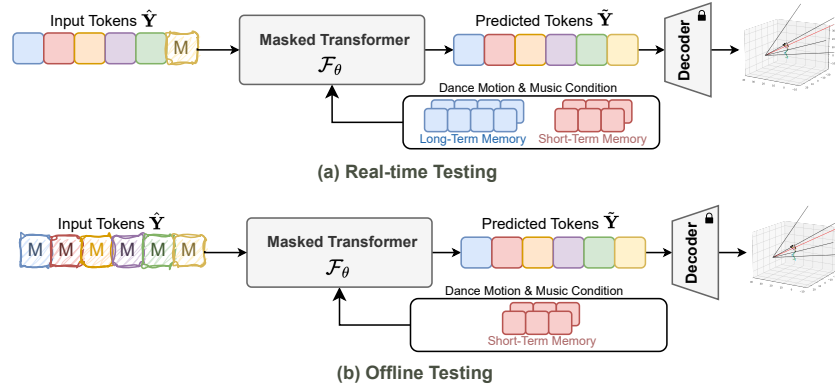 Input Tokens Ŷ
M
Masked Transformer
ℱθ
Predicted Tokens Ỹ
Decoder
Dance Motion & Music Condition
Long-Term Memory
Short-Term Memory
(a) Real-time Testing
Input Tokens Ŷ
M M M M M M
Masked Transformer
ℱθ
Predicted Tokens Ỹ
Decoder
Dance Motion & Music Condition
Short-Term Memory
(b) Offline Testing